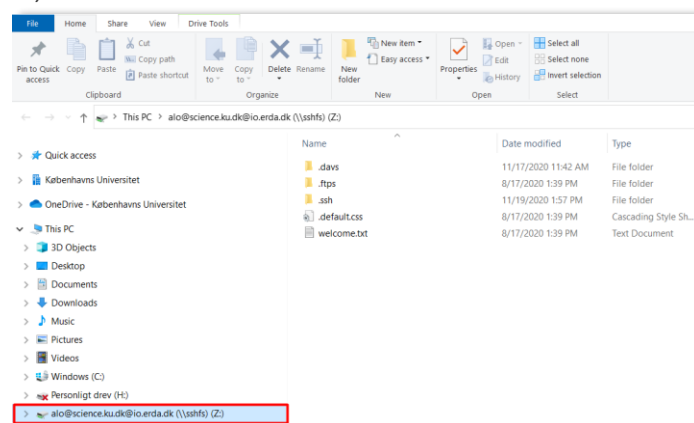 File Home Share View Drive Tools
Pin to Quick access
Copy
Paste
Cut
Copy path
Paste shortcut
Clipboard
Move to
Copy to
Delete
Rename
Organize
New folder
New item
Easy access
New
Properties
Open
Edit
History
Open
Select all
Select none
Invert selection
Select
This PC > alo@science.ku.dk@io.erda.dk (\\sshfs) (Z:)
Name Date modified Type
.davs 11/17/2020 11:42 AM File folder
.ftps 8/17/2020 1:39 PM File folder
.ssh 11/19/2020 1:57 PM File folder
.default.css 8/17/2020 1:39 PM Cascading Style Sh...
welcome.txt 8/17/2020 1:39 PM Text Document
Quick access
Københavns Universitet
OneDrive - Københavns Universitet
This PC
3D Objects
Desktop
Documents
Downloads
Music
Pictures
Videos
Windows (C:)
Personligt drev (H:)
alo@science.ku.dk@io.erda.dk (\\sshfs) (Z:)